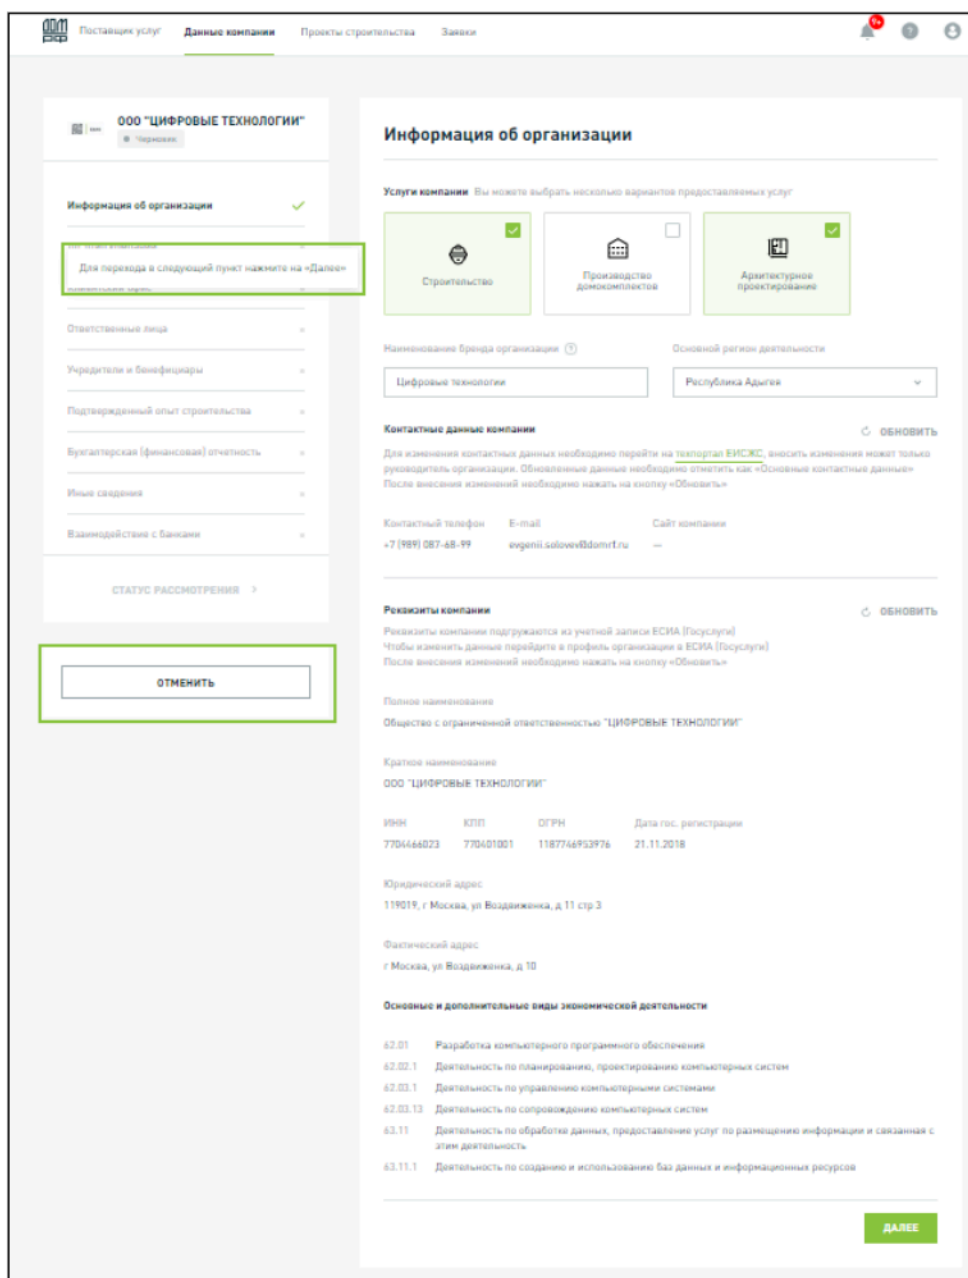 ДОМ
РФ
Поставщик услуг
Данные компании
Проекты строительства
Заявки
9+
ООО "ЦИФРОВЫЕ ТЕХНОЛОГИИ"
Черновик
Информация об организации
Для перехода в следующий пункт нажмите на «Далее»
Ответственные лица
Учредители и бенефициары
Подтвержденный опыт строительства
Бухгалтерская (финансовая) отчетность
Иные сведения
Взаимодействие с банками
СТАТУС РАССМОТРЕНИЯ >
ОТМЕНИТЬ
Информация об организации
Услуги компании Вы можете выбрать несколько вариантов предоставляемых услуг
Строительство
Производство
домокомплектов
Архитектурное
проектирование
Наименование бренда организации ?
Основной регион деятельности
Цифровые технологии
Республика Адыгея
Контактные данные компании
ОБНОВИТЬ
Для изменения контактных данных необходимо перейти на техпортал ЕИСЖС, вносить изменения может только
руководитель организации. Обновленные данные необходимо отметить как «Основные контактные данные»
После внесения изменений необходимо нажать на кнопку «Обновить»
Контактный телефон E-mail Сайт компании
+7 (989) 087-68-99 evgenii.solovev@domrf.ru —
Реквизиты компании
ОБНОВИТЬ
Реквизиты компании подгружаются из учетной записи ЕСИА (Госуслуги)
Чтобы изменить данные перейдите в профиль организации в ЕСИА (Госуслуги)
После внесения изменений необходимо нажать на кнопку «Обновить»
Полное наименование
Общество с ограниченной ответственностью "ЦИФРОВЫЕ ТЕХНОЛОГИИ"
Краткое наименование
ООО "ЦИФРОВЫЕ ТЕХНОЛОГИИ"
ИНН КПП ОГРН Дата гос. регистрации
7704466023 770401001 1187746953976 21.11.2018
Юридический адрес
119019, г Москва, ул Воздвиженка, д 11 стр 3
Фактический адрес
г Москва, ул Воздвиженка, д 10
Основные и дополнительные виды экономической деятельности
62.01 Разработка компьютерного программного обеспечения
62.02.1 Деятельность по планированию, проектированию компьютерных систем
62.03.1 Деятельность по управлению компьютерными системами
62.03.13 Деятельность по сопровождению компьютерных систем
63.11 Деятельность по обработке данных, предоставление услуг по размещению информации и связанная с
этим деятельность
63.11.1 Деятельность по созданию и использованию баз данных и информационных ресурсов
ДАЛЕЕ